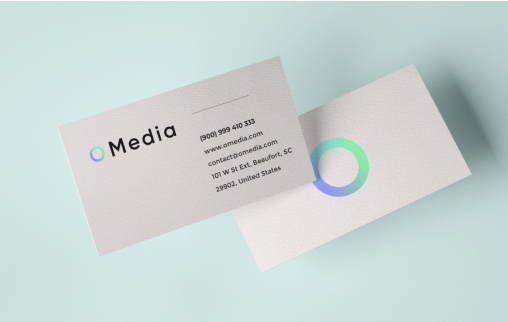 Media
(900) 999 410 333
www.omedia.com
contact@omedia.com
101 W St Ext, Beaufort, SC
29902, United States